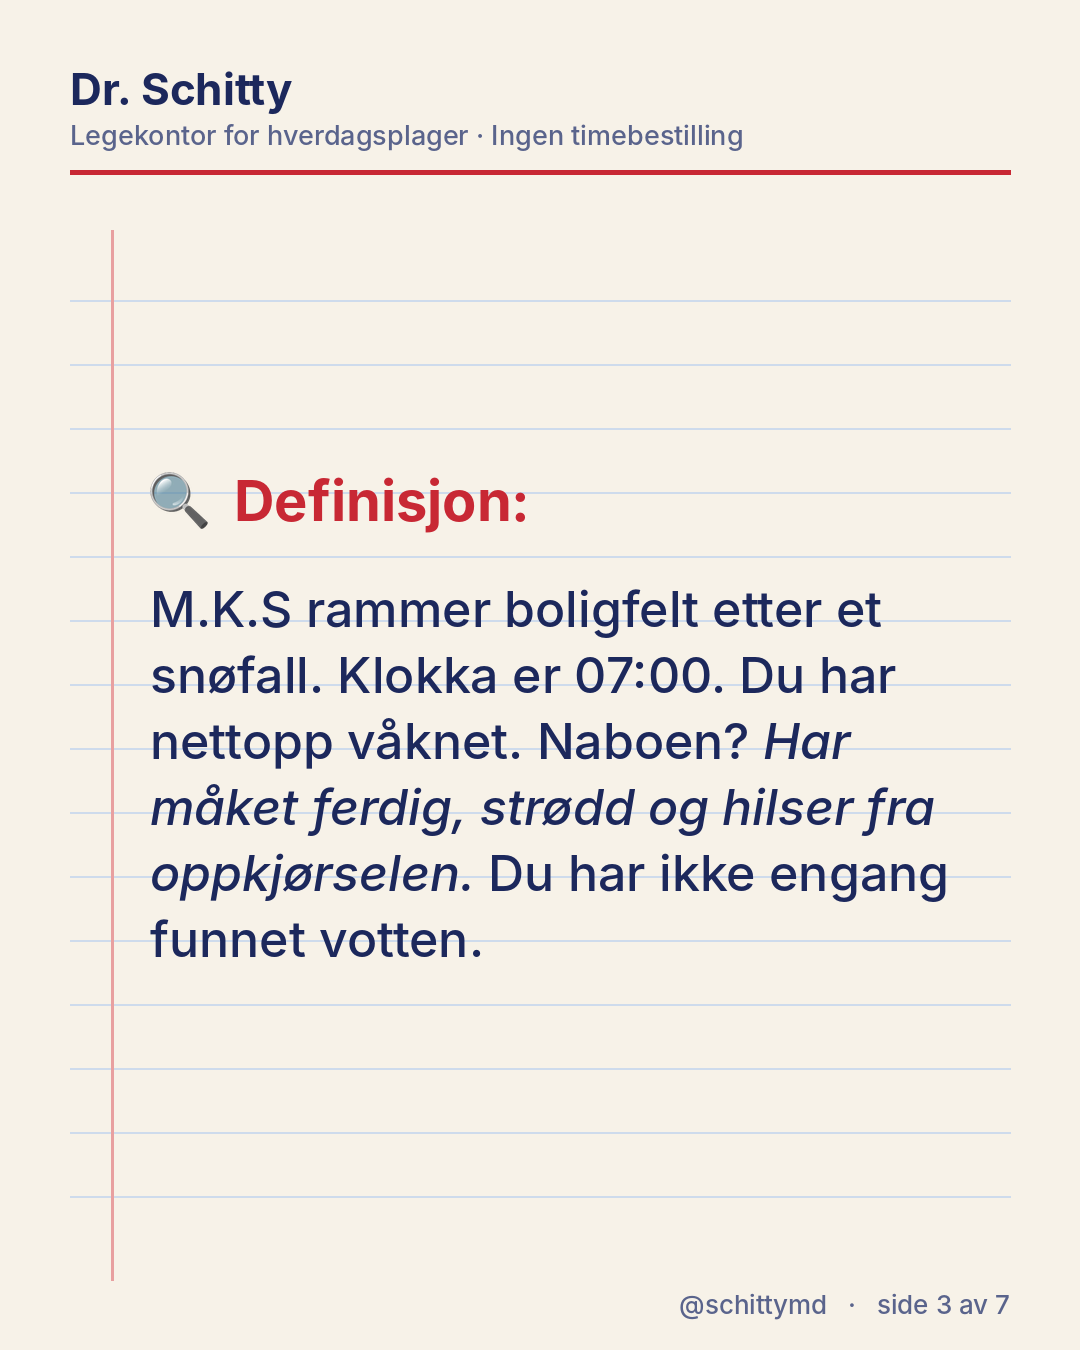 Dr. Schitty
Legekontor for hverdagsplager · Ingen timebestilling
🔍 Definisjon:
M.K.S rammer boligfelt etter et
snøfall. Klokka er 07:00. Du har
nettopp våknet. Naboen? Har
måket ferdig, strødd og hilser fra
oppkjørselen. Du har ikke engang
funnet votten.
@schittymd · side 3 av 7